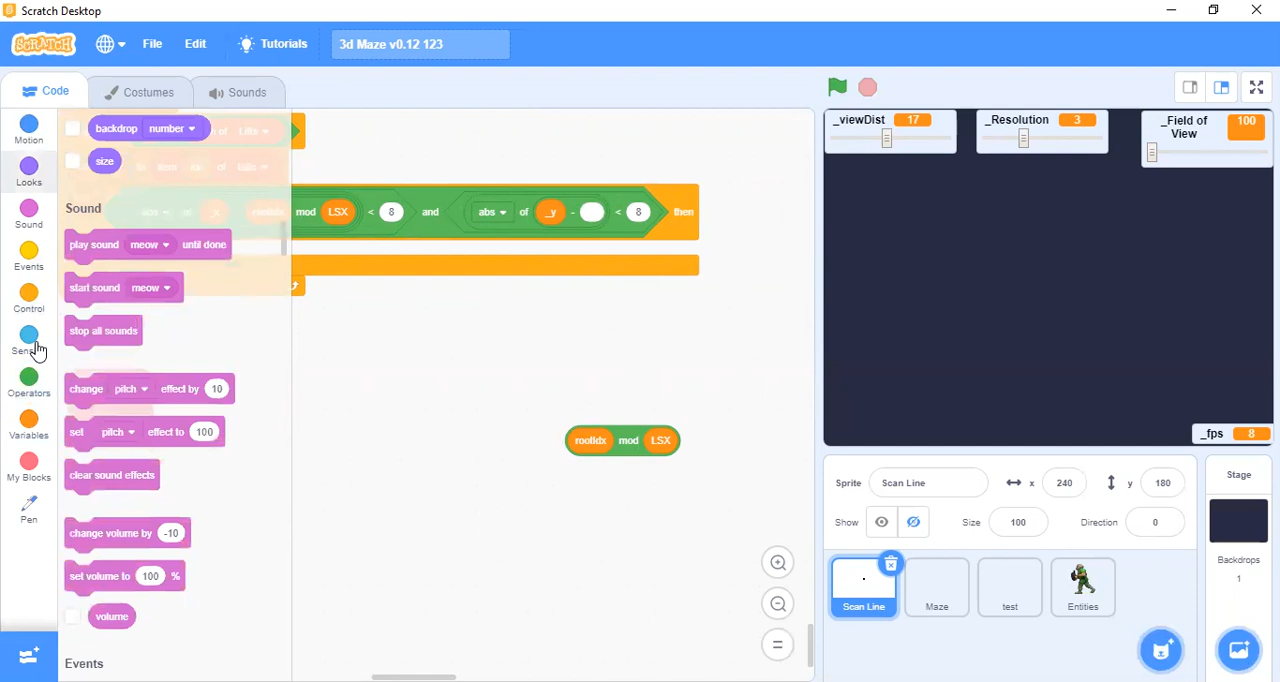 Scratch Desktop
SCRATCH File Edit Tutorials 3d Maze v0.12 123
Code Costumes Sounds
Motion
Looks
Sound
Events
Control
Operators
Variables
My Blocks
Pen
backdrop number
size
Sound
play sound meow until done
start sound meow
stop all sounds
change pitch effect by 10
set pitch effect to 100
clear sound effects
change volume by -10
set volume to 100 %
volume
Events
of Lifts
mod LSX < 8 and abs of _y - < 8 then
rootIdx mod LSX
_viewDist 17
_Resolution 3
_Field of View 100
_fps 8
Sprite Scan Line x 240 y 180
Show Size 100 Direction 0
Scan Line Maze test Entities
Stage
Backdrops
1